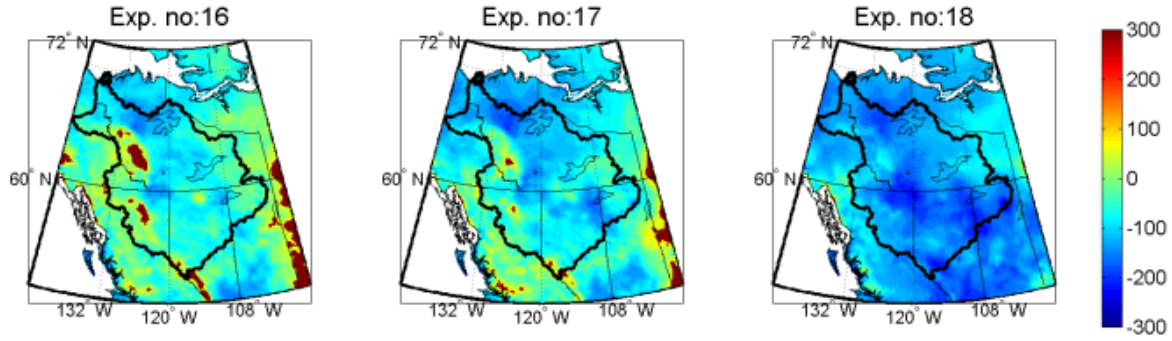 Exp. no:16 Exp. no:17 Exp. no:18
72° N 72° N 72° N 300
200
100
60° N 60° N 60° N 0
-100
-200
132° W 120° W 108° W 132° W 120° W 108° W 132° W 120° W 108° W -300